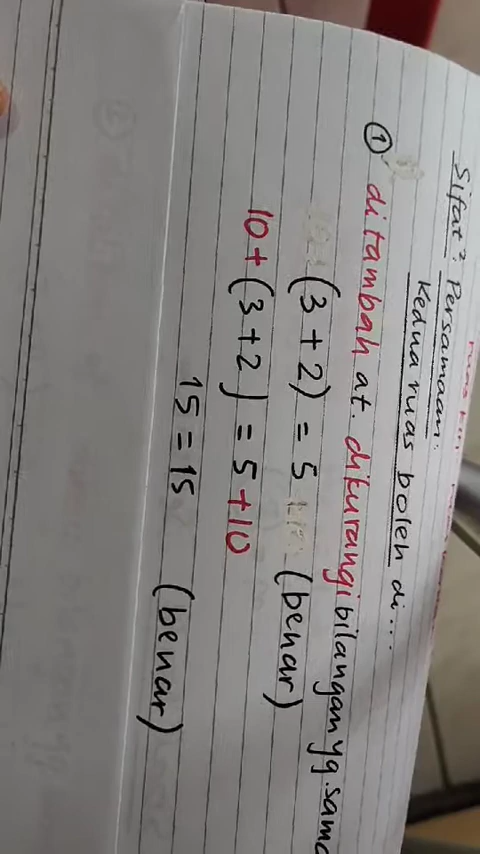 Sifat² Persamaan:
Kedua ruas boleh di...
① ditambah at. dikurangi bilangan yg. sama
(3 + 2) = 5 (benar)
10 + (3 + 2) = 5 + 10
15 = 15 (benar)